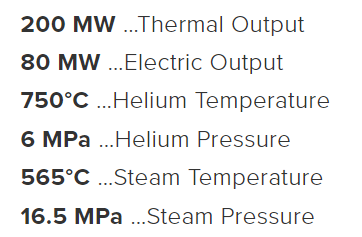 200 MW ...Thermal Output
80 MW ...Electric Output
750°C ...Helium Temperature
6 MPa ...Helium Pressure
565°C ...Steam Temperature
16.5 MPa ...Steam Pressure